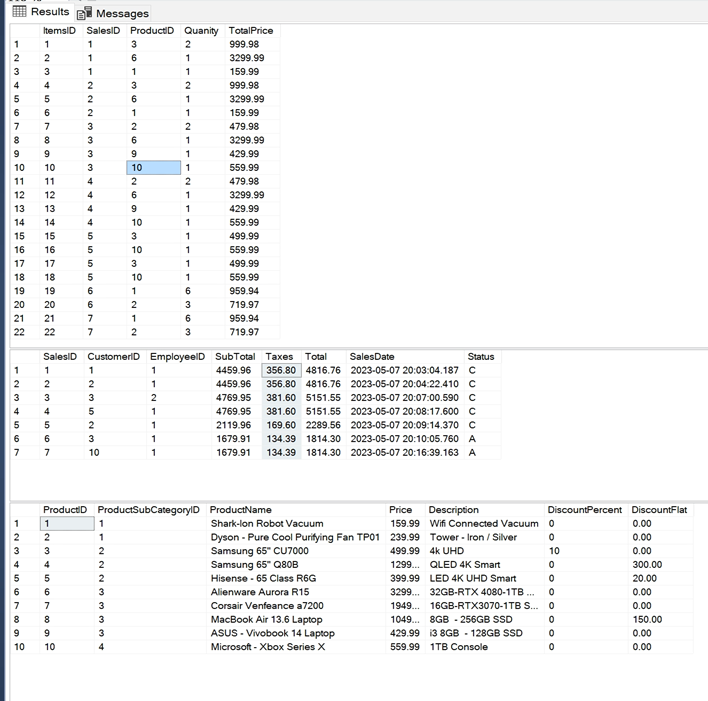 Results Messages
ItemsID SalesID ProductID Quanity TotalPrice
1 1 1 3 2 999.98
2 2 1 6 1 3299.99
3 3 1 1 1 159.99
4 4 2 3 2 999.98
5 5 2 6 1 3299.99
6 6 2 1 1 159.99
7 7 3 2 2 479.98
8 8 3 6 1 3299.99
9 9 3 9 1 429.99
10 10 3 10 1 559.99
11 11 4 2 2 479.98
12 12 4 6 1 3299.99
13 13 4 9 1 429.99
14 14 4 10 1 559.99
15 15 5 3 1 499.99
16 16 5 10 1 559.99
17 17 5 3 1 499.99
18 18 5 10 1 559.99
19 19 6 1 6 959.94
20 20 6 2 3 719.97
21 21 7 1 6 959.94
22 22 7 2 3 719.97
SalesID CustomerID EmployeeID SubTotal Taxes Total SalesDate Status
1 1 1 1 4459.96 356.80 4816.76 2023-05-07 20:03:04.187 C
2 2 2 1 4459.96 356.80 4816.76 2023-05-07 20:04:22.410 C
3 3 3 2 4769.95 381.60 5151.55 2023-05-07 20:07:00.590 C
4 4 5 1 4769.95 381.60 5151.55 2023-05-07 20:08:17.600 C
5 5 2 1 2119.96 169.60 2289.56 2023-05-07 20:09:14.370 C
6 6 3 1 1679.91 134.39 1814.30 2023-05-07 20:10:05.760 A
7 7 10 1 1679.91 134.39 1814.30 2023-05-07 20:16:39.163 A
ProductID ProductSubCategoryID ProductName Price Description DiscountPercent DiscountFlat
1 1 1 Shark-Ion Robot Vacuum 159.99 Wifi Connected Vacuum 0 0.00
2 2 1 Dyson - Pure Cool Purifying Fan TP01 239.99 Tower - Iron / Silver 0 0.00
3 3 2 Samsung 65" CU7000 499.99 4k UHD 10 0.00
4 4 2 Samsung 65" Q80B 1299... QLED 4K Smart 0 300.00
5 5 2 Hisense - 65 Class R6G 399.99 LED 4K UHD Smart 0 20.00
6 6 3 Alienware Aurora R15 3299... 32GB-RTX 4080-1TB ... 0 0.00
7 7 3 Corsair Venfeance a7200 1949... 16GB-RTX3070-1TB S... 0 0.00
8 8 3 MacBook Air 13.6 Laptop 1049... 8GB - 256GB SSD 0 150.00
9 9 3 ASUS - Vivobook 14 Laptop 429.99 i3 8GB - 128GB SSD 0 0.00
10 10 4 Microsoft - Xbox Series X 559.99 1TB Console 0 0.00